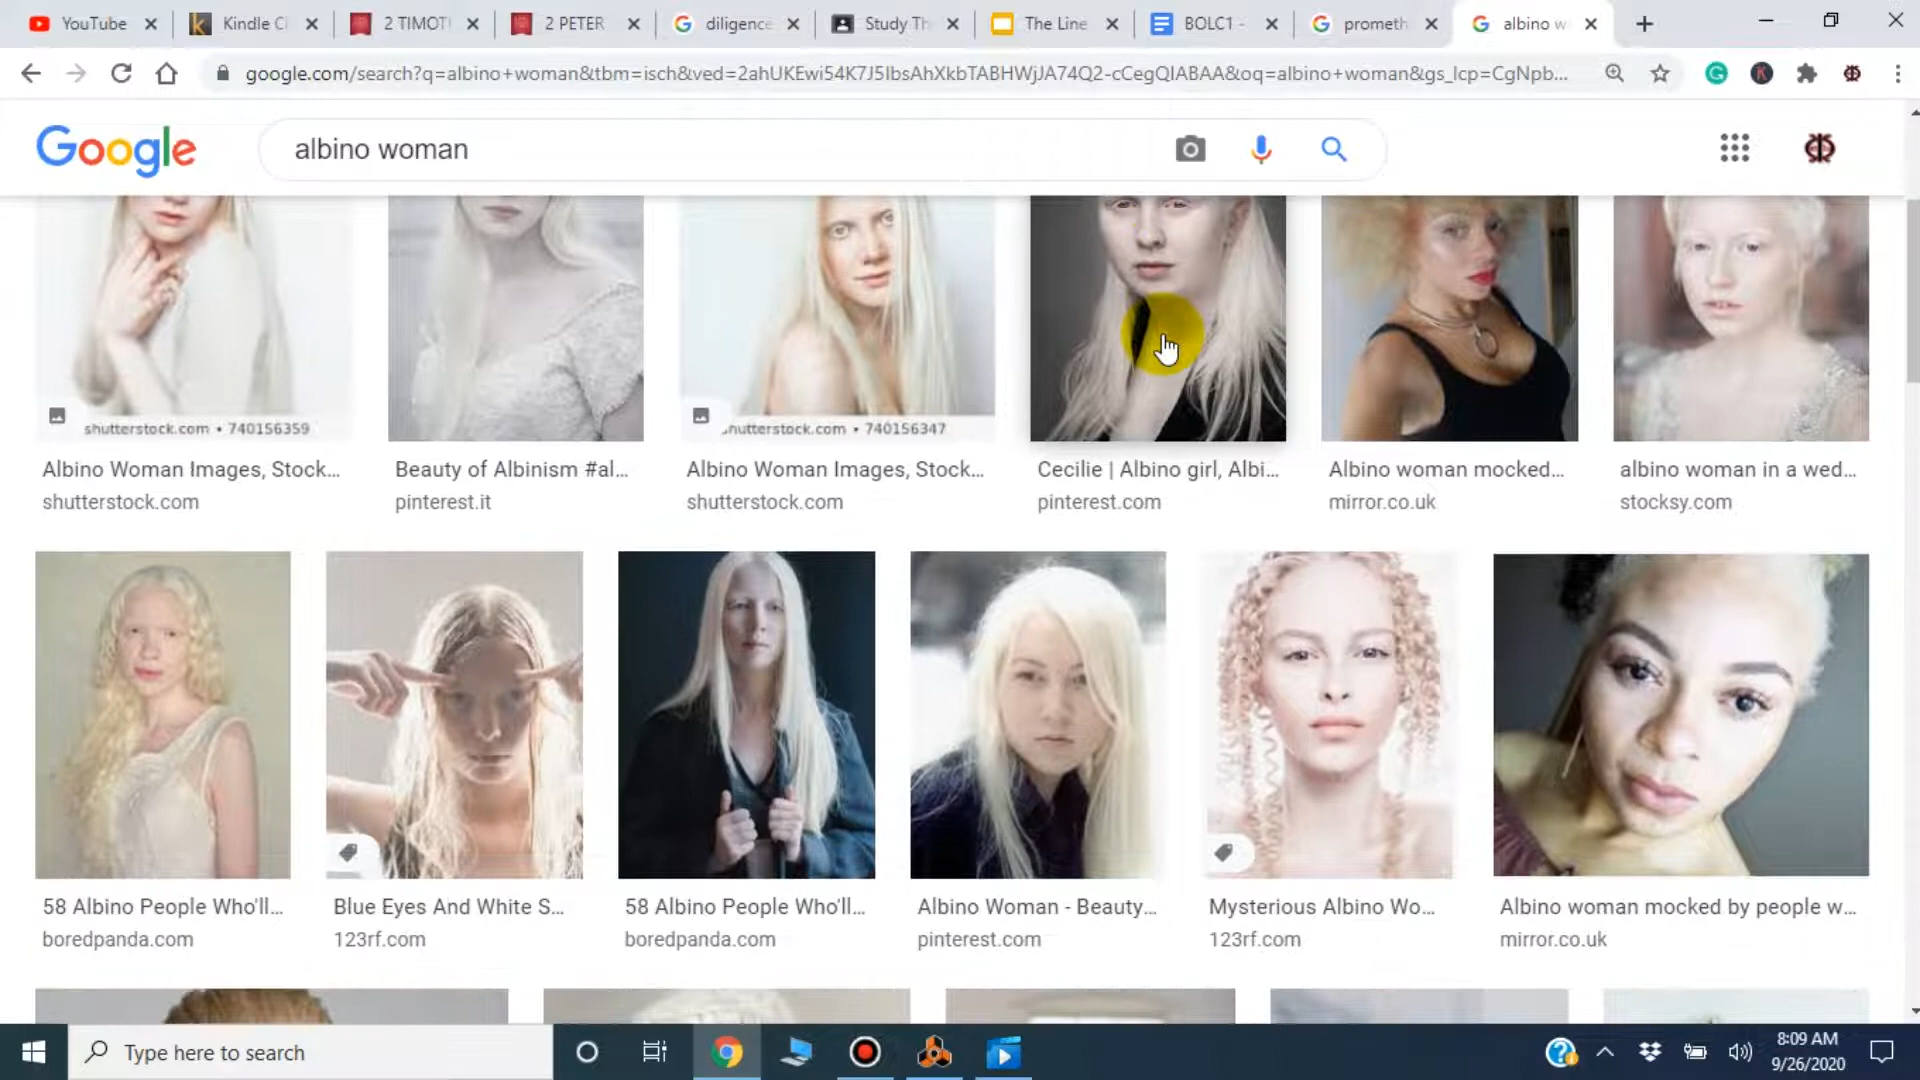 YouTube
Kindle C
2 TIMOT
2 PETER
diligence
Study Th
The Line
BOLC1 -
prometh
albino w
google.com/search?q=albino+woman&tbm=isch&ved=2ahUKEwi54K7J5IbsAhXkbTABHWjJA74Q2-cCegQIABAA&oq=albino+woman&gs_lcp=CgNpb...
Google
albino woman
shutterstock.com • 740156359
shutterstock.com • 740156347
Albino Woman Images, Stock...
Beauty of Albinism #al...
Albino Woman Images, Stock...
Cecilie | Albino girl, Albi...
Albino woman mocked...
albino woman in a wed...
shutterstock.com
pinterest.it
shutterstock.com
pinterest.com
mirror.co.uk
stocksy.com
58 Albino People Who'll...
Blue Eyes And White S...
58 Albino People Who'll...
Albino Woman - Beauty...
Mysterious Albino Wo...
Albino woman mocked by people w...
boredpanda.com
123rf.com
boredpanda.com
pinterest.com
123rf.com
mirror.co.uk
Type here to search
8:09 AM
9/26/2020